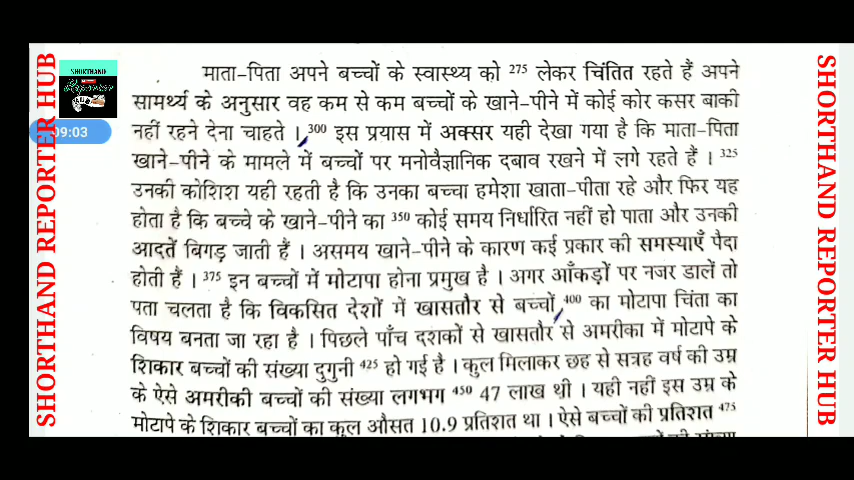 SHORTHAND REPORTER HUB
SHORTHAND
Reporter
09:03
माता-पिता अपने बच्चों के स्वास्थ्य को 275 लेकर चिंतित रहते हैं अपने
सामर्थ्य के अनुसार वह कम से कम बच्चों के खाने-पीने में कोई कोर कसर बाकी
नहीं रहने देना चाहते । 300 इस प्रयास में अक्सर यही देखा गया है कि माता-पिता
खाने-पीने के मामले में बच्चों पर मनोवैज्ञानिक दबाव रखने में लगे रहते हैं । 325
उनकी कोशिश यही रहती है कि उनका बच्चा हमेशा खाता-पीता रहे और फिर यह
होता है कि बच्चे के खाने-पीने का 350 कोई समय निर्धारित नहीं हो पाता और उनकी
आदतें बिगड़ जाती हैं । असमय खाने-पीने के कारण कई प्रकार की समस्याएँ पैदा
होती हैं । 375 इन बच्चों में मोटापा होना प्रमुख है । अगर आँकड़ों पर नजर डालें तो
पता चलता है कि विकसित देशों में खासतौर से बच्चों 400 का मोटापा चिंता का
विषय बनता जा रहा है । पिछले पाँच दशकों से खासतौर से अमरीका में मोटापे के
शिकार बच्चों की संख्या दुगुनी 425 हो गई है । कुल मिलाकर छह से सत्रह वर्ष की उम्र
के ऐसे अमरीकी बच्चों की संख्या लगभग 450 47 लाख थी । यही नहीं इस उम्र के
मोटापे के शिकार बच्चों का कुल औसत 10.9 प्रतिशत था । ऐसे बच्चों की प्रतिशत 475
SHORTHAND REPORTER HUB